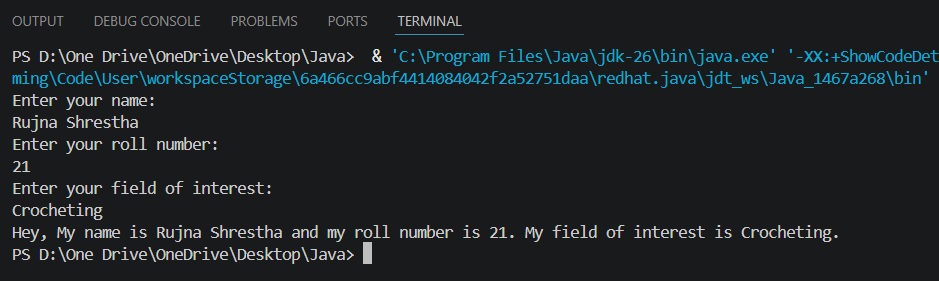 OUTPUT DEBUG CONSOLE PROBLEMS PORTS TERMINAL
PS D:\One Drive\OneDrive\Desktop\Java>  & 'C:\Program Files\Java\jdk-26\bin\java.exe' '-XX:+ShowCodeDet
ming\Code\User\workspaceStorage\6a466cc9abf4414084042f2a52751daa\redhat.java\jdt_ws\Java_1467a268\bin'
Enter your name:
Rujna Shrestha
Enter your roll number:
21
Enter your field of interest:
Crocheting
Hey, My name is Rujna Shrestha and my roll number is 21. My field of interest is Crocheting.
PS D:\One Drive\OneDrive\Desktop\Java>